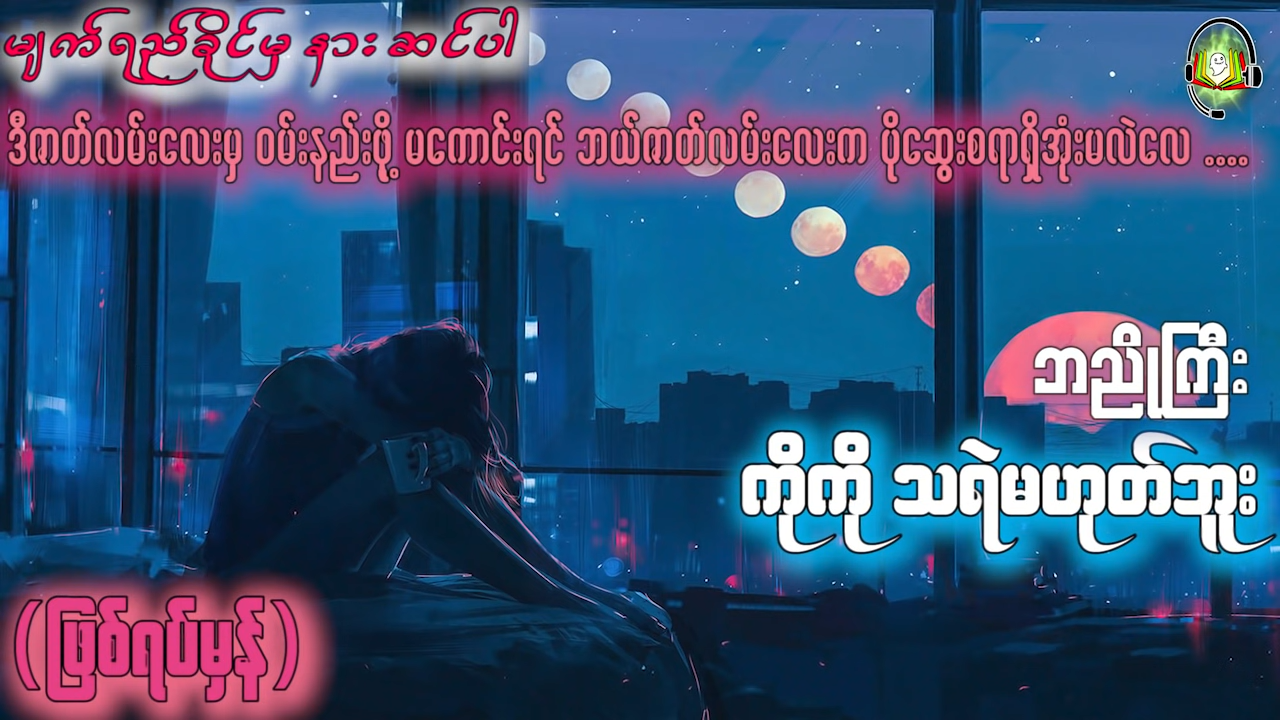 မျက်ရည်ခိုင်မှ နားဆင်ပါ
ဒီဇာတ်လမ်းလေးမှ ဝမ်းနည်းဖို့ မကောင်းရင် ဘယ်ဇာတ်လမ်းလေးက ပိုဆွေးစရာရှိအုံးမလဲလေ ....
ဘညိုကြီး
ကိုကို သရဲမဟုတ်ဘူး
(ဖြစ်ရပ်မှန်)